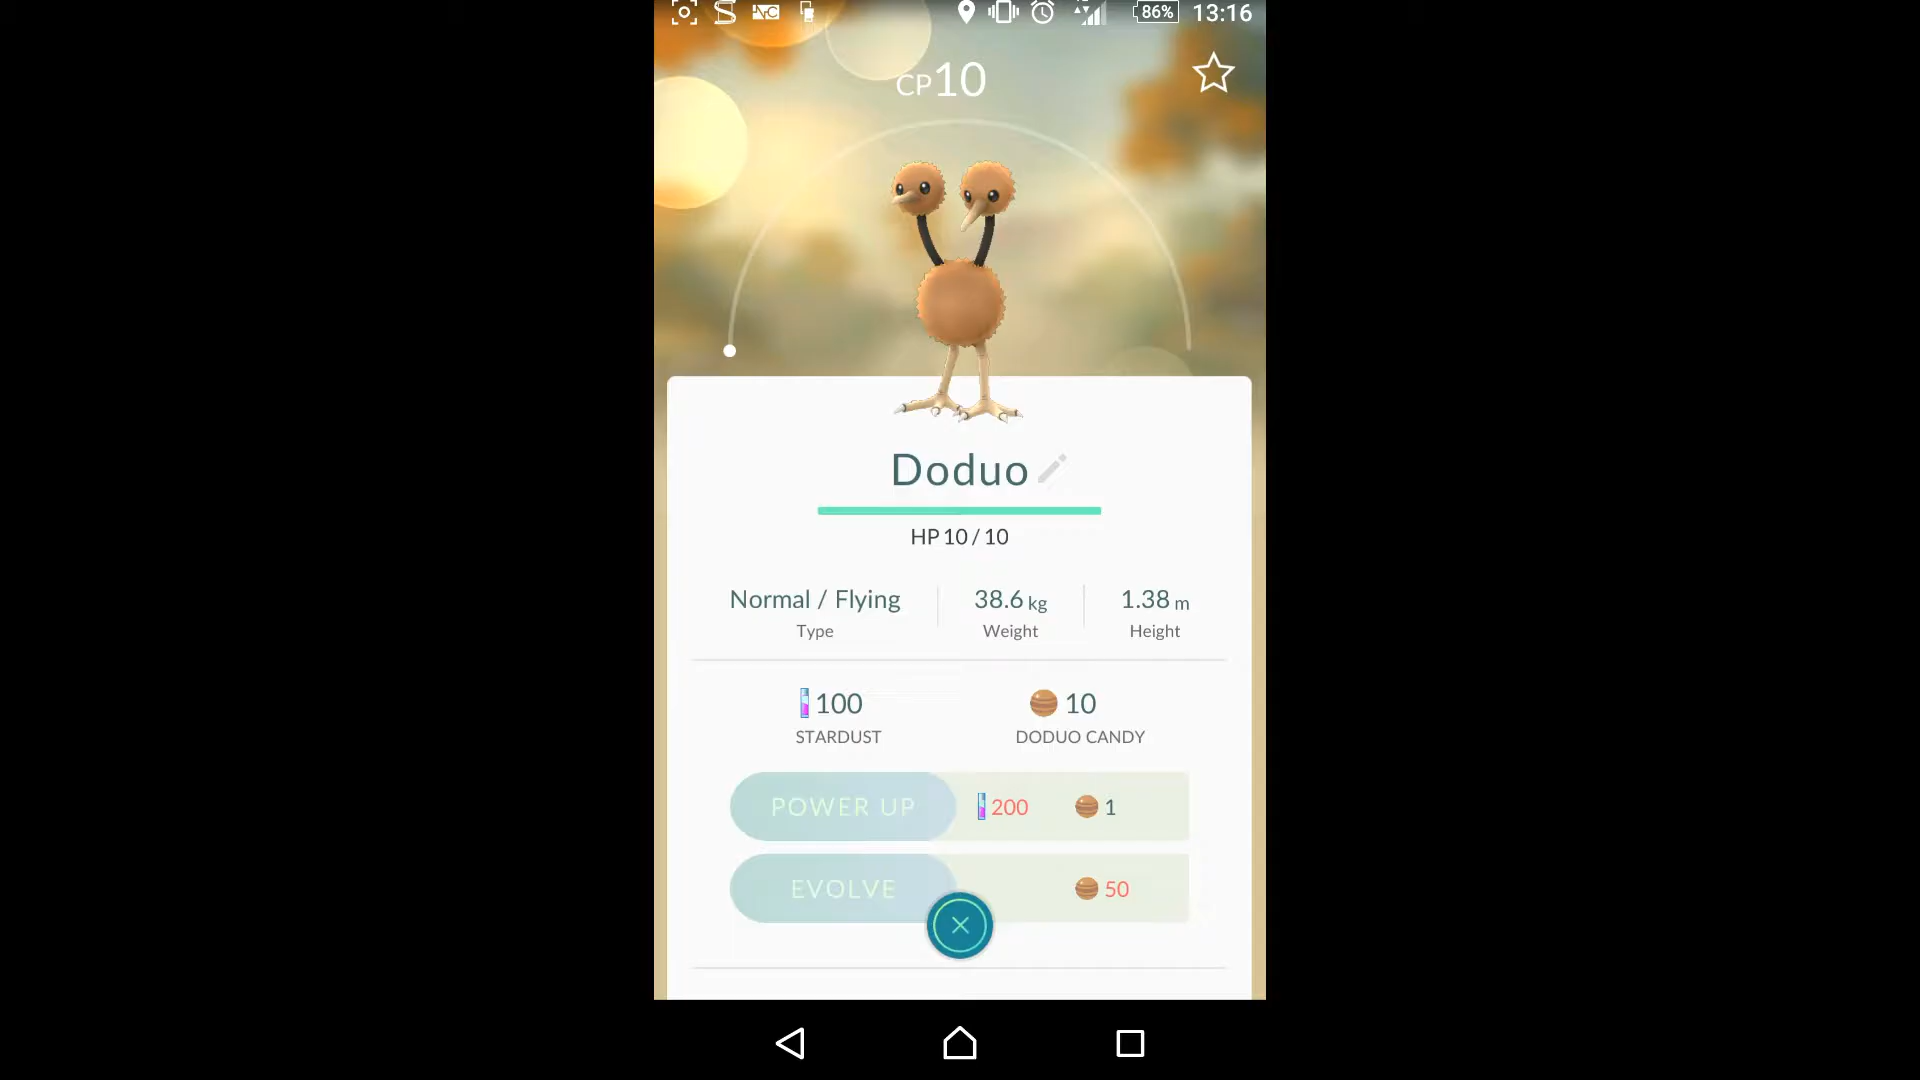 86% 13:16
CP10
Doduo
HP 10 / 10
Normal / Flying 38.6 kg 1.38 m
Type Weight Height
100 10
STARDUST DODUO CANDY
POWER UP 200 1
EVOLVE 50